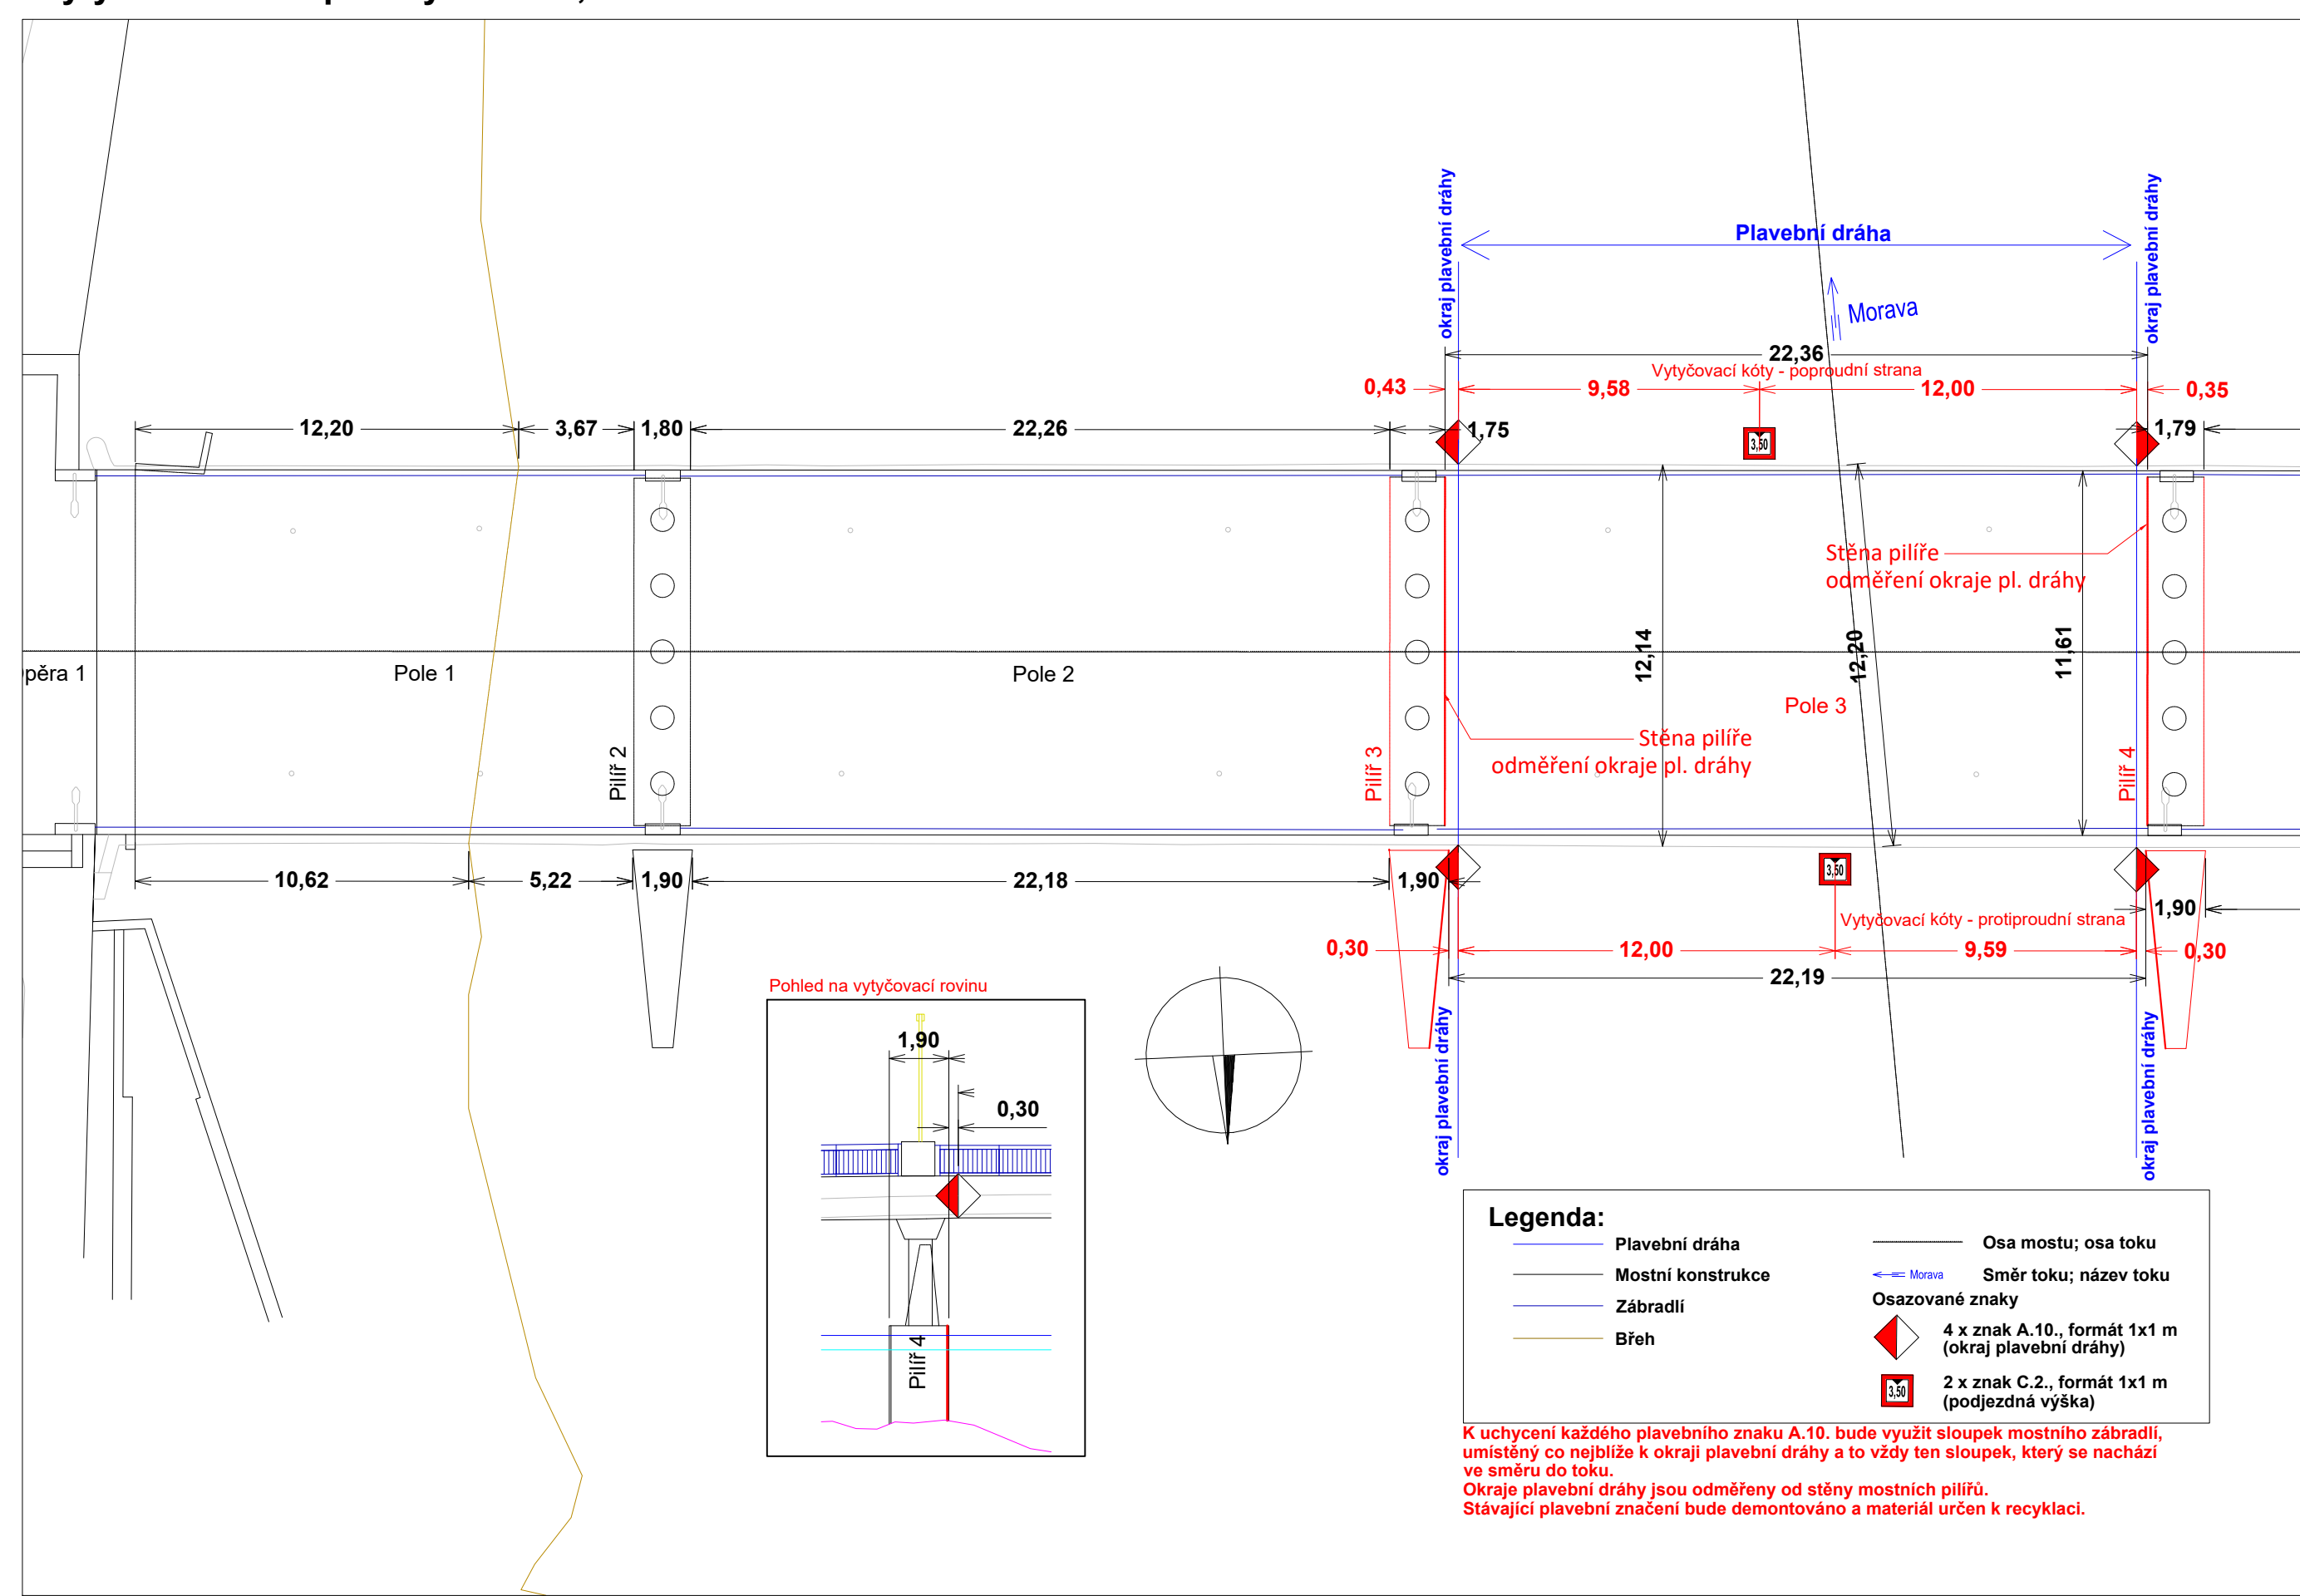 okraj plavební dráhy
okraj plavební dráhy
Plavební dráha
Morava
22,36
Vytyčovací kóty - poproudní strana
0,43
9,58
12,00
0,35
12,20
3,67
1,80
22,26
1,75
3,50
1,79
Stěna pilíře
odměření okraje pl. dráhy
12,14
12,20
11,61
Pole 1
Pole 2
Pole 3
Pilíř 2
Pilíř 3
Pilíř 4
Stěna pilíře
odměření okraje pl. dráhy
10,62
5,22
1,90
22,18
1,90
3,50
1,90
Vytyčovací kóty - protiproudní strana
0,30
12,00
9,59
0,30
22,19
Pohled na vytyčovací rovinu
1,90
0,30
Pilíř 4
okraj plavební dráhy
okraj plavební dráhy
Legenda:
Plavební dráha
Mostní konstrukce
Zábradlí
Břeh
Osa mostu; osa toku
Morava
Směr toku; název toku
Osazované znaky
4 x znak A.10., formát 1x1 m
(okraj plavební dráhy)
3,50
2 x znak C.2., formát 1x1 m
(podjezdná výška)
K uchycení každého plavebního znaku A.10. bude využit sloupek mostního zábradlí,
umístěný co nejblíže k okraji plavební dráhy a to vždy ten sloupek, který se nachází
ve směru do toku.
Okraje plavební dráhy jsou odměřeny od stěny mostních pilířů.
Stávající plavební značení bude demontováno a materiál určen k recyklaci.